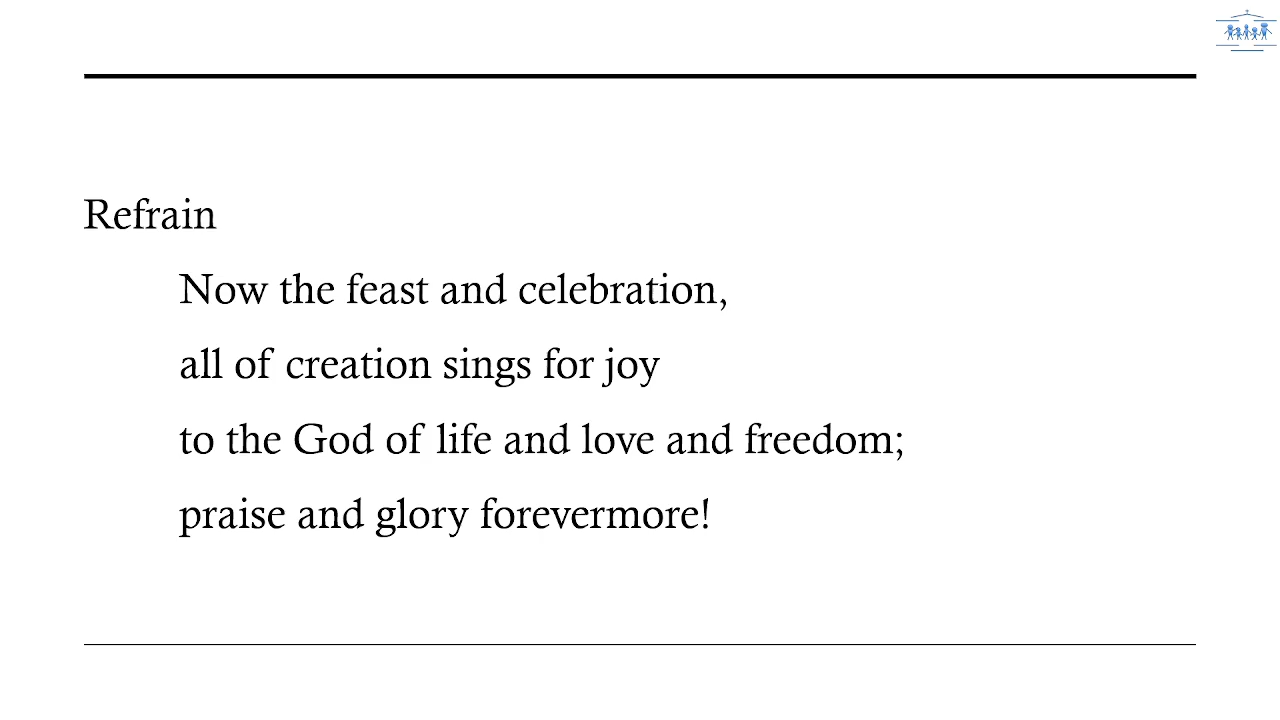 Refrain
Now the feast and celebration,
all of creation sings for joy
to the God of life and love and freedom;
praise and glory forevermore!